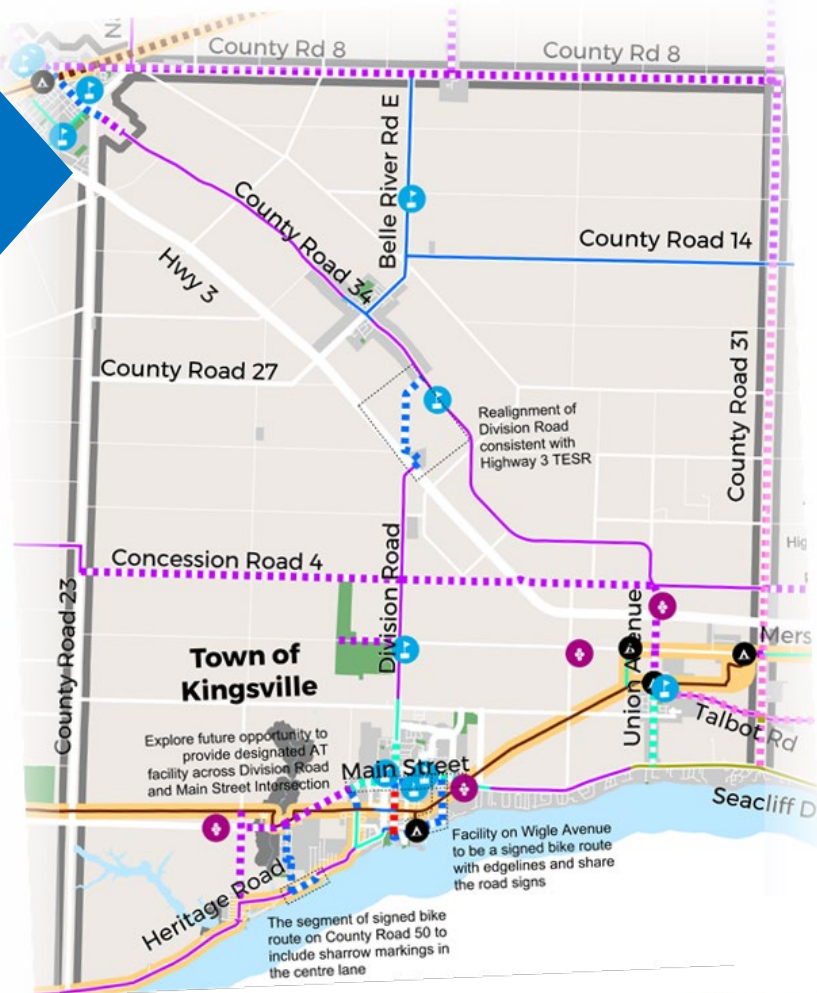 County Rd 8
County Rd 8
Belle River Rd E
County Road 34
County Road 14
Hwy 3
County Road 27
County Road 31
Realignment of
Division Road
consistent with
Highway 3 TESR
Division Road
Concession Road 4
County Road 23
Town of
Kingsville
Union Avenue
Mers
Talbot Rd
Explore future opportunity to
provide designated AT
facility across Division Road
and Main Street Intersection
Main Street
Seacliff D
Facility on Wigle Avenue
to be a signed bike route
with edgelines and share
the road signs
Heritage Road
The segment of signed bike
route on County Road 50 to
include sharrow markings in
the centre lane